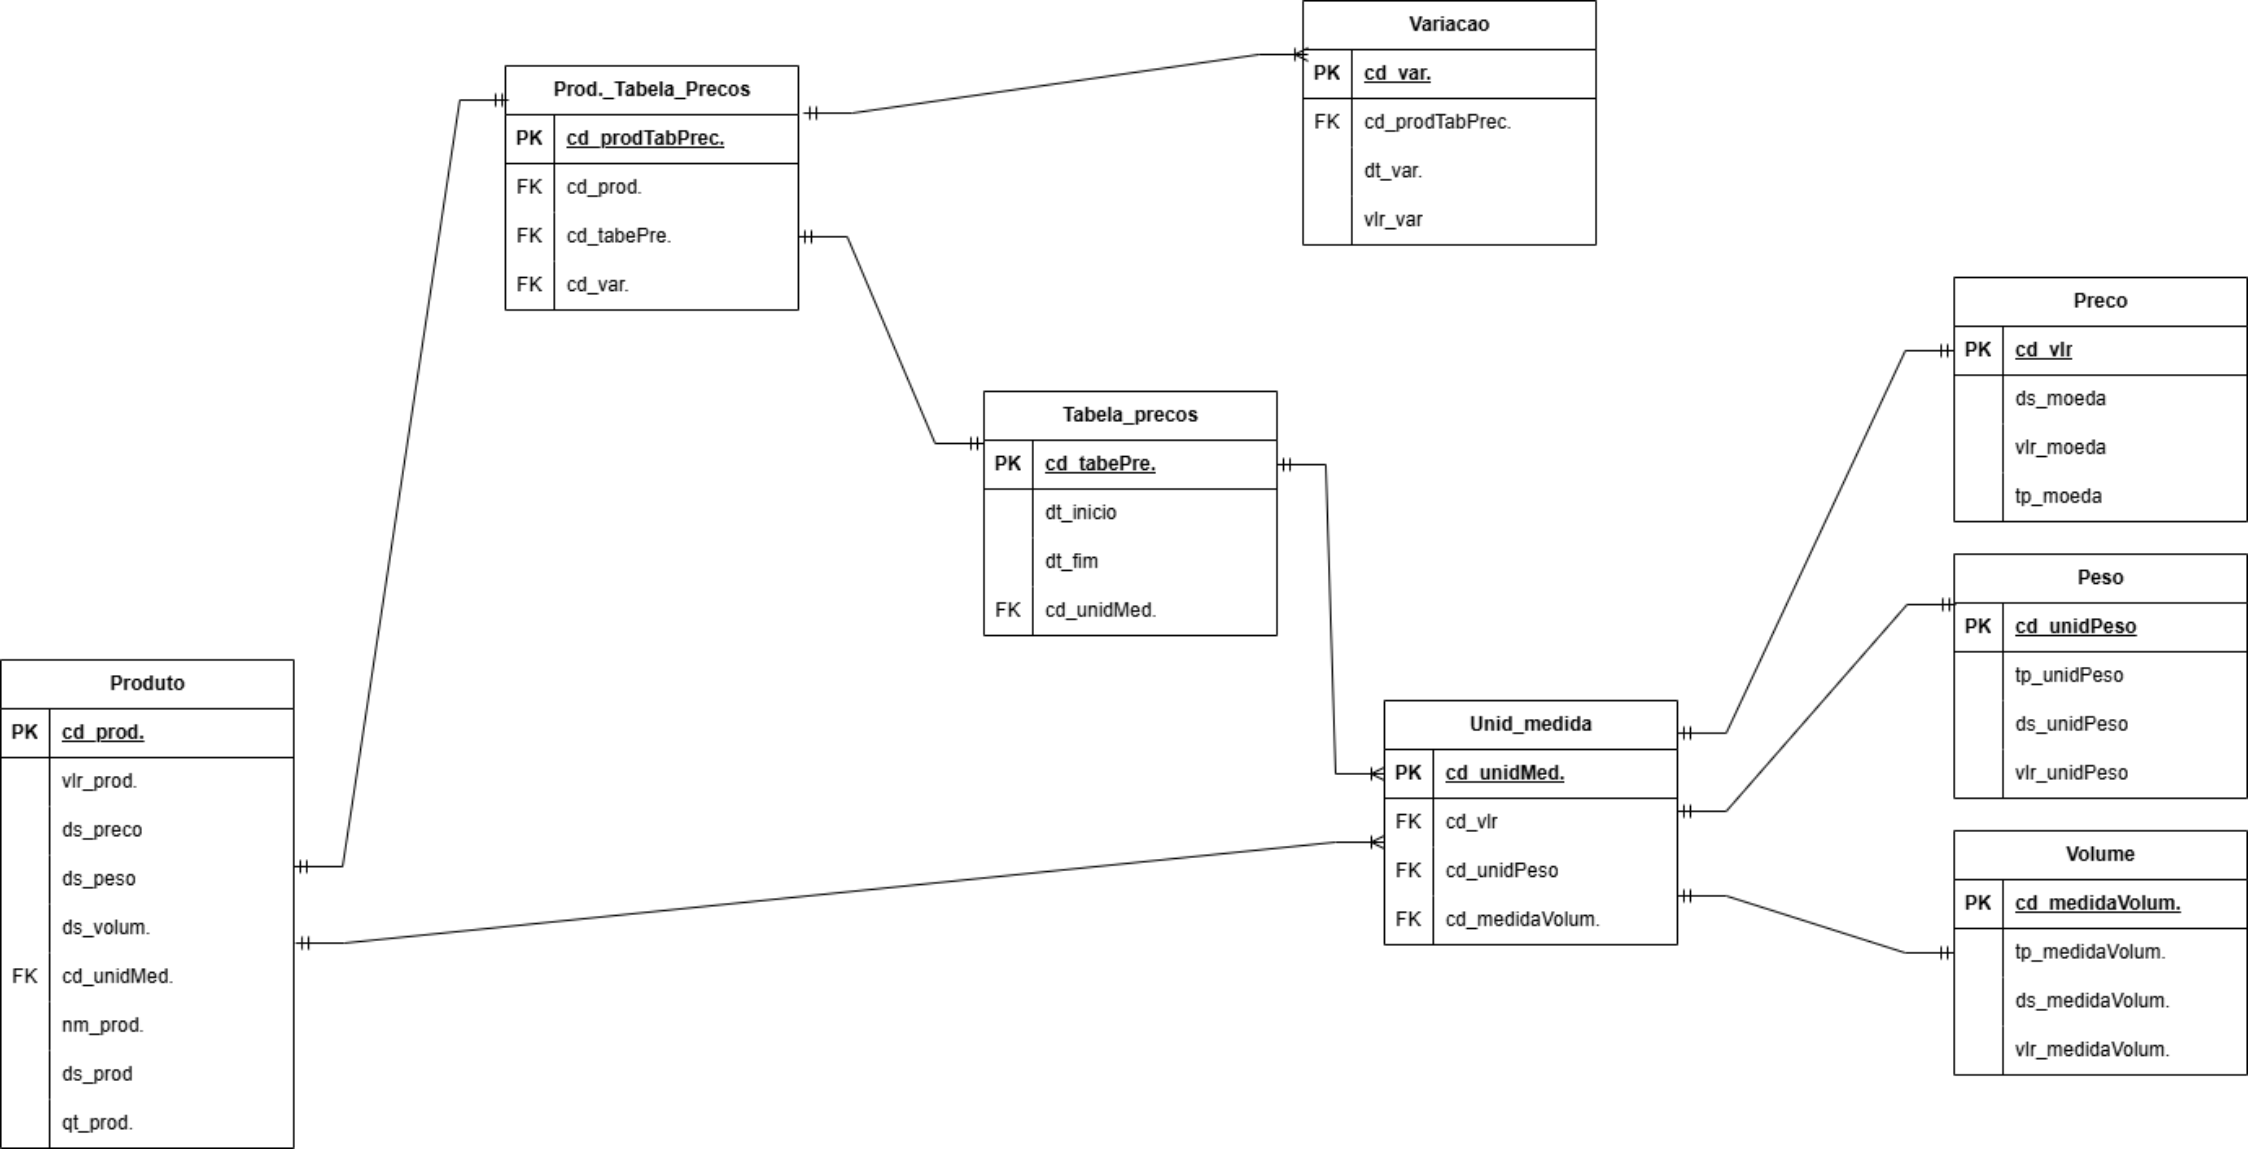 Variacao
PK cd_var.
FK cd_prodTabPrec.
dt_var.
vlr_var
Prod._Tabela_Precos
PK cd_prodTabPrec.
FK cd_prod.
FK cd_tabePre.
FK cd_var.
Preco
PK cd_vlr
ds_moeda
vlr_moeda
tp_moeda
Tabela_precos
PK cd_tabePre.
dt_inicio
dt_fim
FK cd_unidMed.
Peso
PK cd_unidPeso
tp_unidPeso
ds_unidPeso
vlr_unidPeso
Produto
PK cd_prod.
vlr_prod.
ds_preco
ds_peso
ds_volum.
FK cd_unidMed.
nm_prod.
ds_prod
qt_prod.
Unid_medida
PK cd_unidMed.
FK cd_vlr
FK cd_unidPeso
FK cd_medidaVolum.
Volume
PK cd_medidaVolum.
tp_medidaVolum.
ds_medidaVolum.
vlr_medidaVolum.